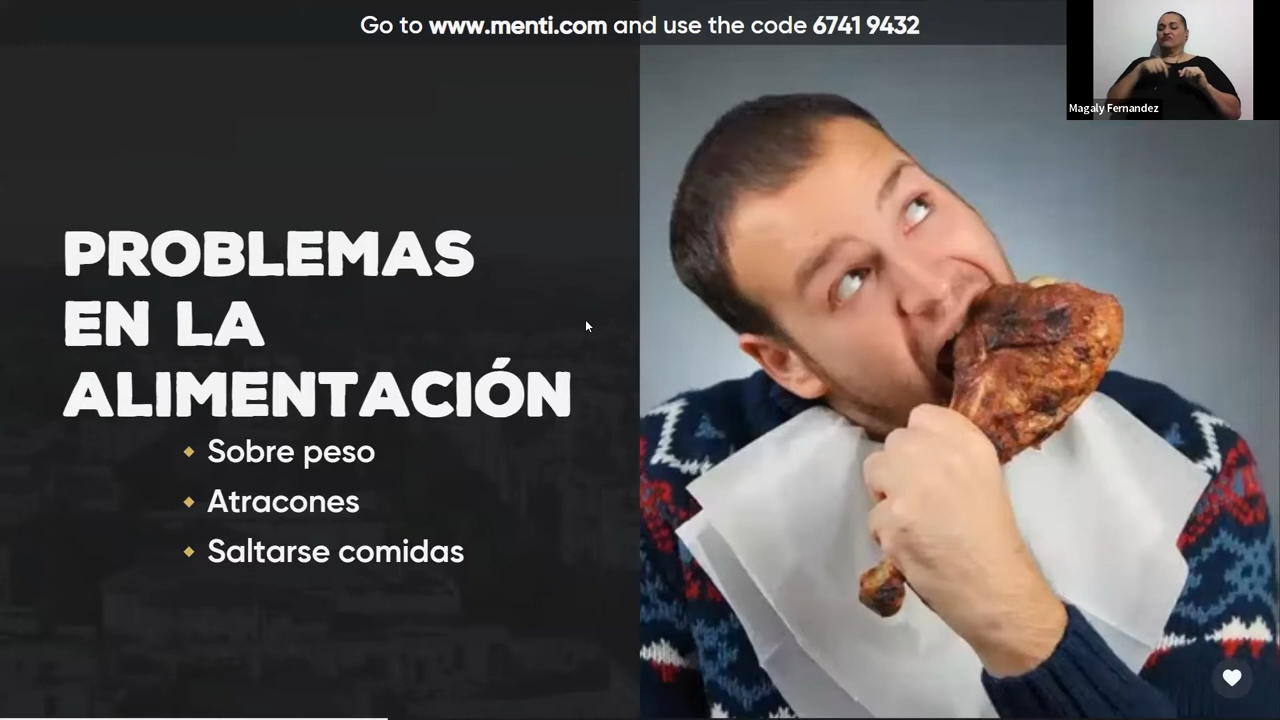 Go to www.menti.com and use the code 6741 9432
Magaly Fernandez
PROBLEMAS
EN LA
ALIMENTACIÓN
Sobre peso
Atracones
Saltarse comidas